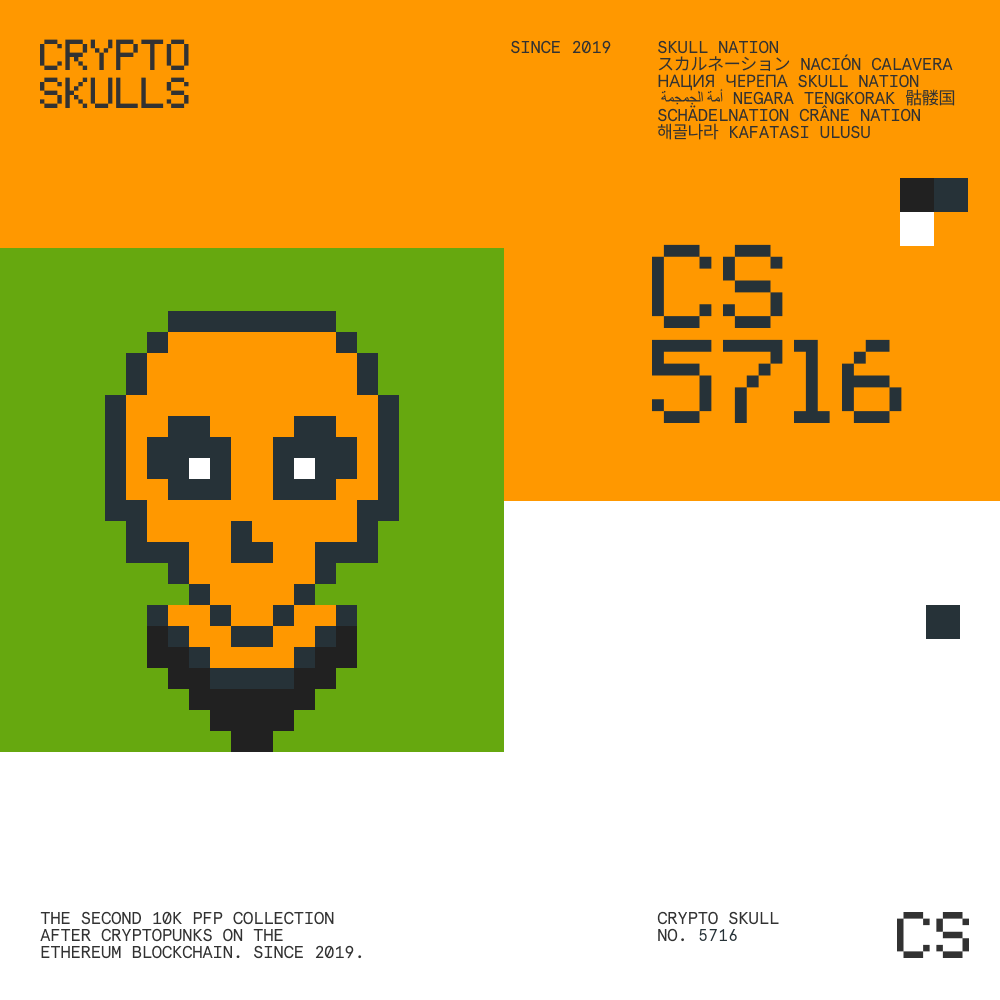 CRYPTO
SKULLS
SINCE 2019
SKULL NATION
スカルネーション NACIÓN CALAVERA
НАЦИЯ ЧЕРЕПА SKULL NATION
أمة الجمجمة NEGARA TENGKORAK 骷髅国
SCHÄDELNATION CRÂNE NATION
해골나라 KAFATASI ULUSU
CS
5716
THE SECOND 10K PFP COLLECTION
AFTER CRYPTOPUNKS ON THE
ETHEREUM BLOCKCHAIN. SINCE 2019.
CRYPTO SKULL
NO. 5716
CS